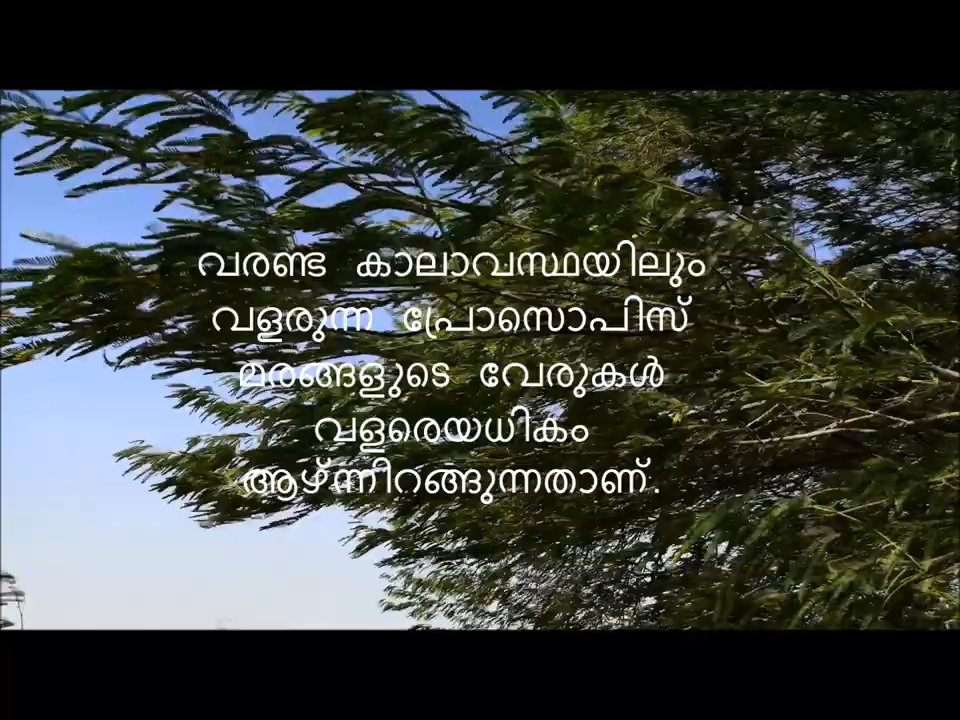 വരണ്ട കാലാവസ്ഥയിലും
വളരുന്ന പ്രോസൊപിസ്
മരങ്ങളുടെ വേരുകൾ
വളരെയധികം
ആഴ്ന്നിറങ്ങുന്നതാണ്.